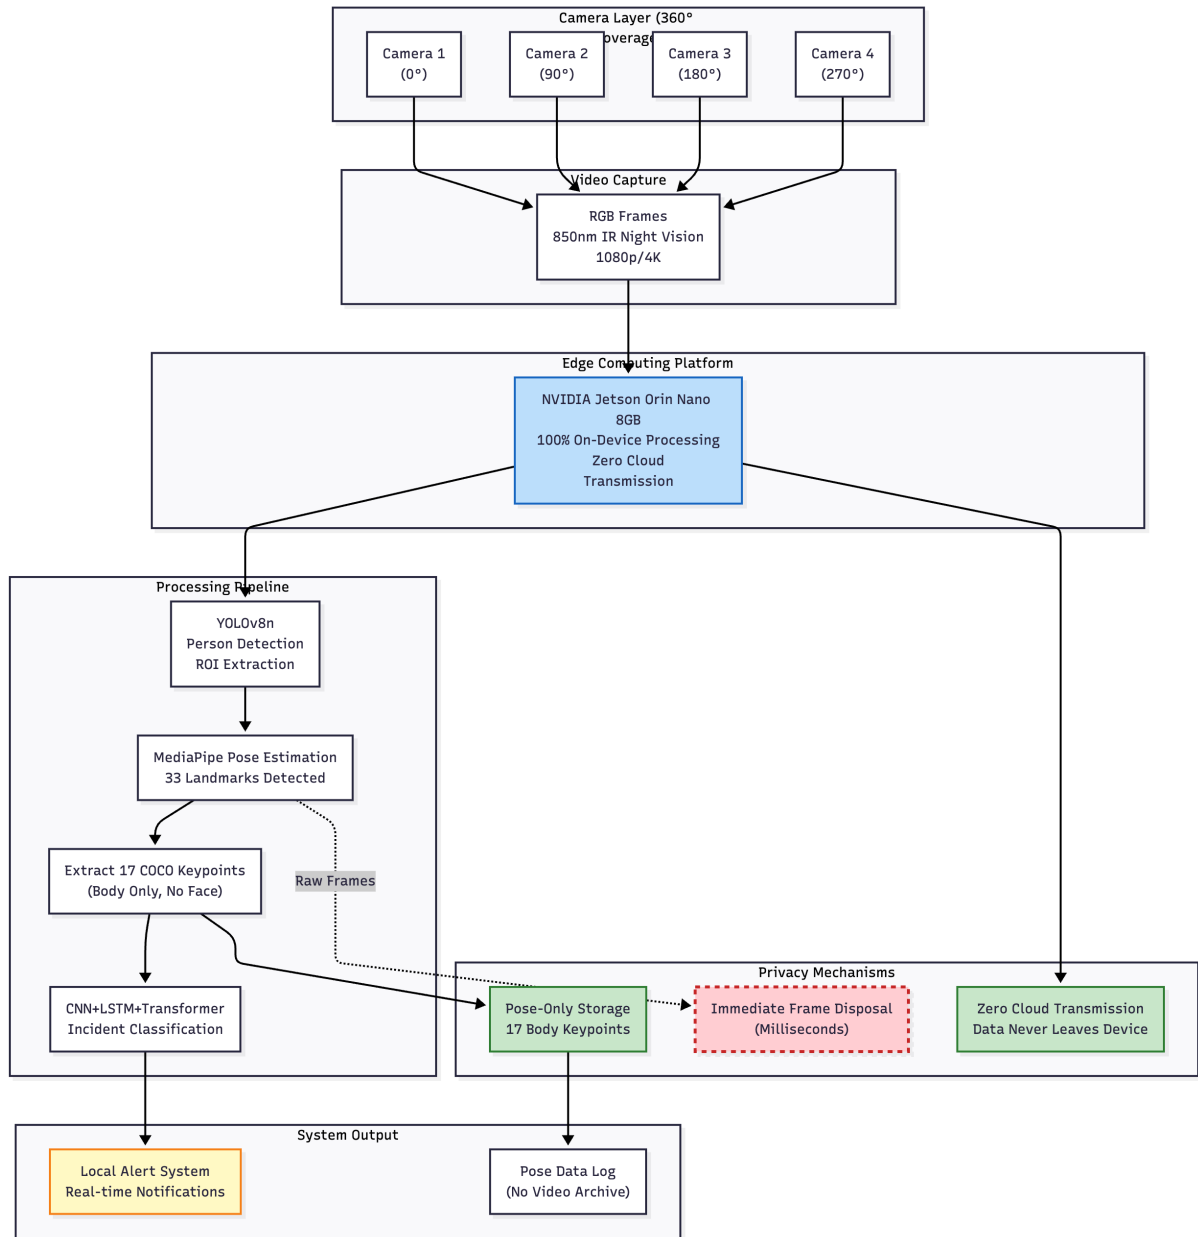 Camera Layer (360°
overage
Camera 1
(0°)
Camera 2
(90°)
Camera 3
(180°)
Camera 4
(270°)
Video Capture
RGB Frames
850nm IR Night Vision
1080p/4K
Edge Computing Platform
NVIDIA Jetson Orin Nano
8GB
100% On-Device Processing
Zero Cloud
Transmission
Processing Pipeline
YOLOv8n
Person Detection
ROI Extraction
MediaPipe Pose Estimation
33 Landmarks Detected
Extract 17 COCO Keypoints
(Body Only, No Face)
Raw Frames
CNN+LSTM+Transformer
Incident Classification
Privacy Mechanisms
Pose-Only Storage
17 Body Keypoints
Immediate Frame Disposal
(Milliseconds)
Zero Cloud Transmission
Data Never Leaves Device
System Output
Local Alert System
Real-time Notifications
Pose Data Log
(No Video Archive)